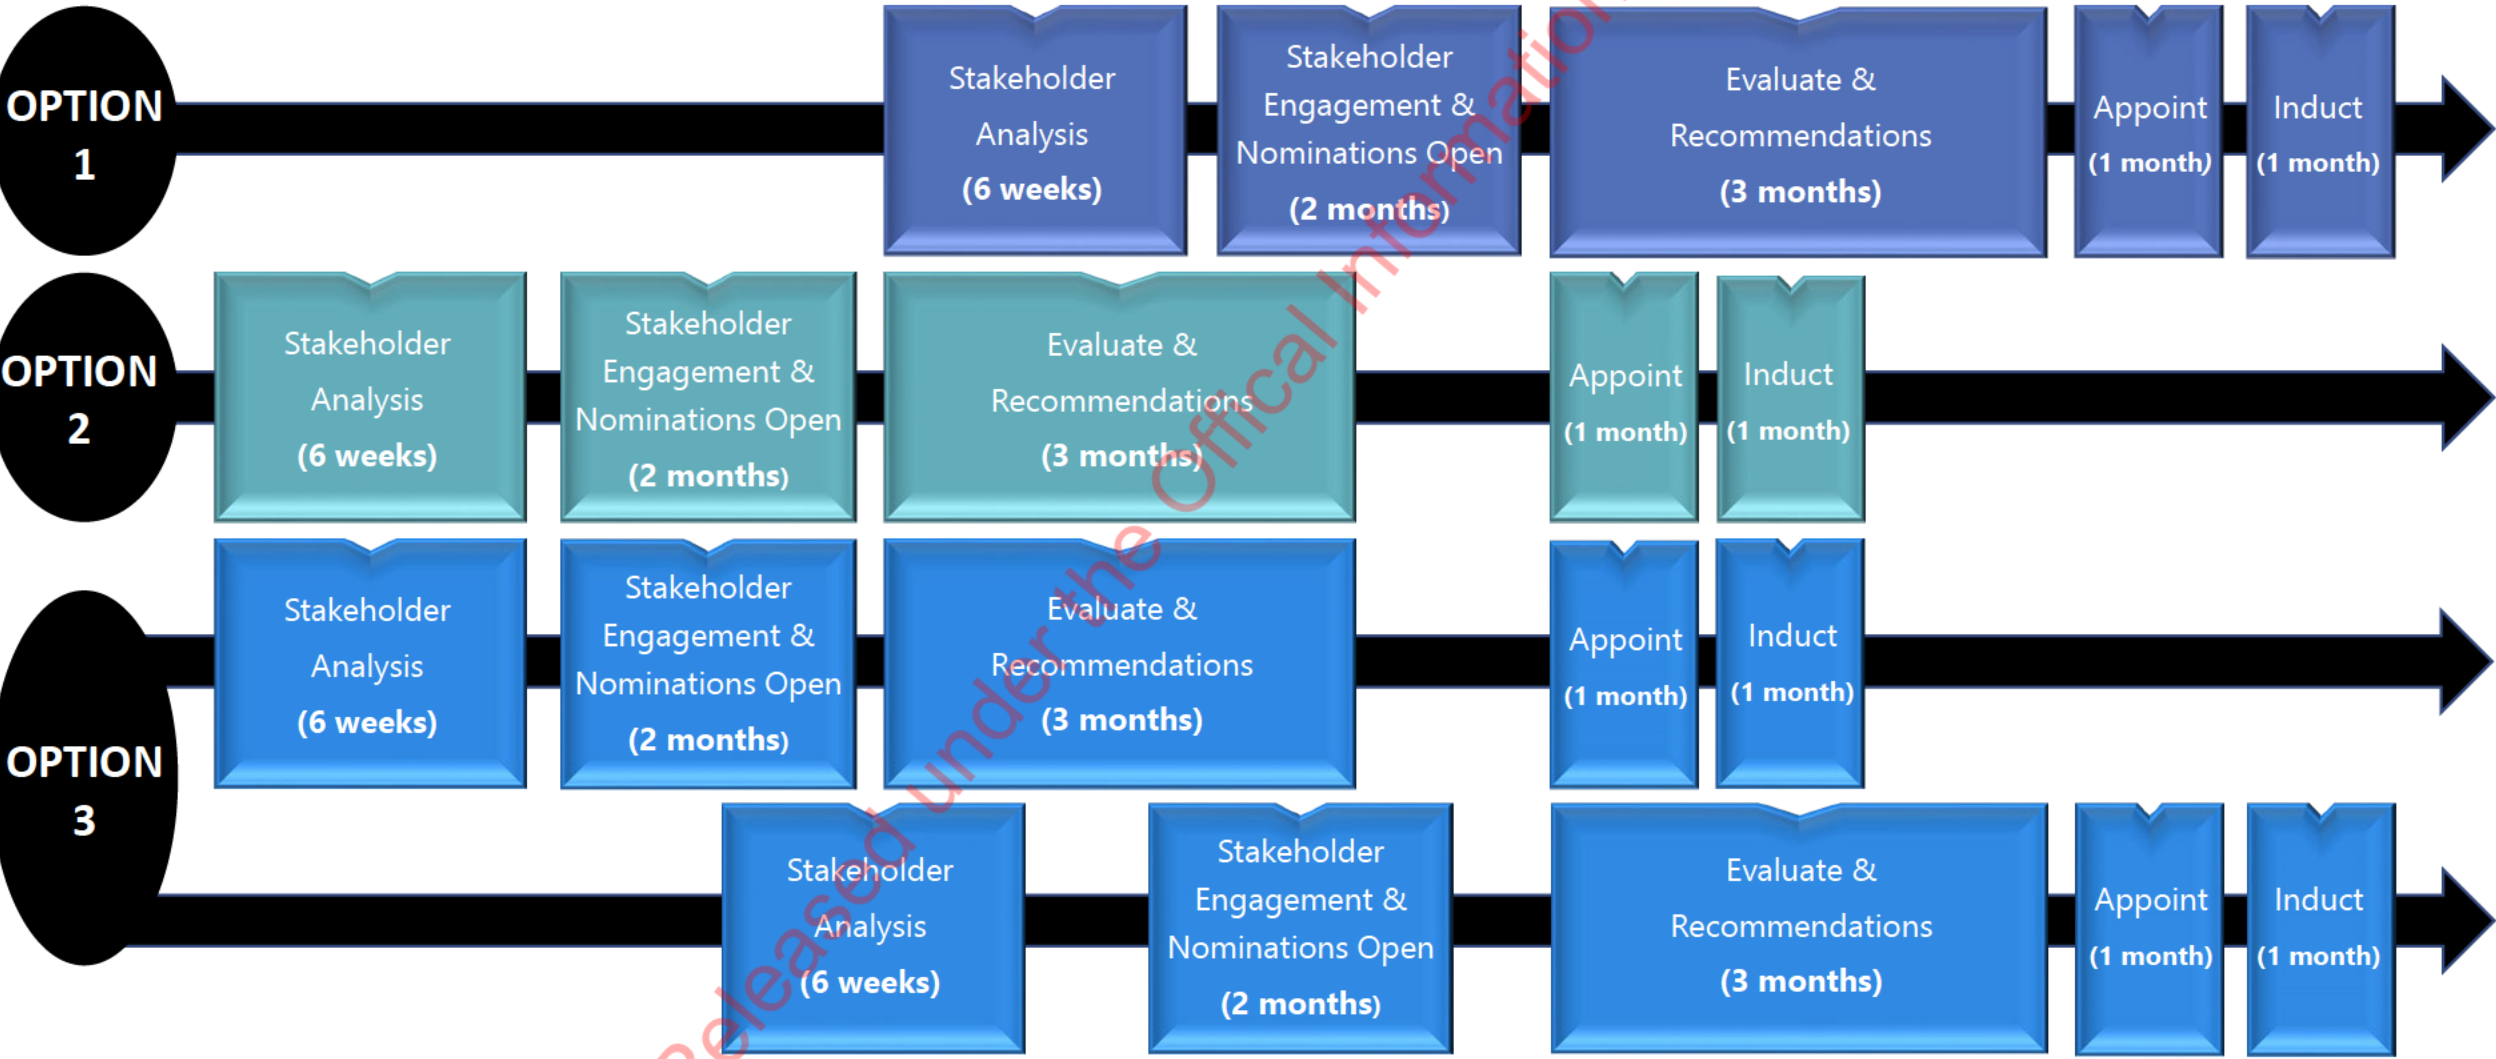 OPTION
1
Stakeholder
Analysis
(6 weeks)
Stakeholder
Engagement &
Nominations Open
(2 months)
Evaluate &
Recommendations
(3 months)
Appoint
(1 month)
Induct
(1 month)
OPTION
2
Stakeholder
Analysis
(6 weeks)
Stakeholder
Engagement &
Nominations Open
(2 months)
Evaluate &
Recommendations
(3 months)
Appoint
(1 month)
Induct
(1 month)
OPTION
3
Stakeholder
Analysis
(6 weeks)
Stakeholder
Engagement &
Nominations Open
(2 months)
Evaluate &
Recommendations
(3 months)
Appoint
(1 month)
Induct
(1 month)
Stakeholder
Analysis
(6 weeks)
Stakeholder
Engagement &
Nominations Open
(2 months)
Evaluate &
Recommendations
(3 months)
Appoint
(1 month)
Induct
(1 month)
Released under the Offical Information